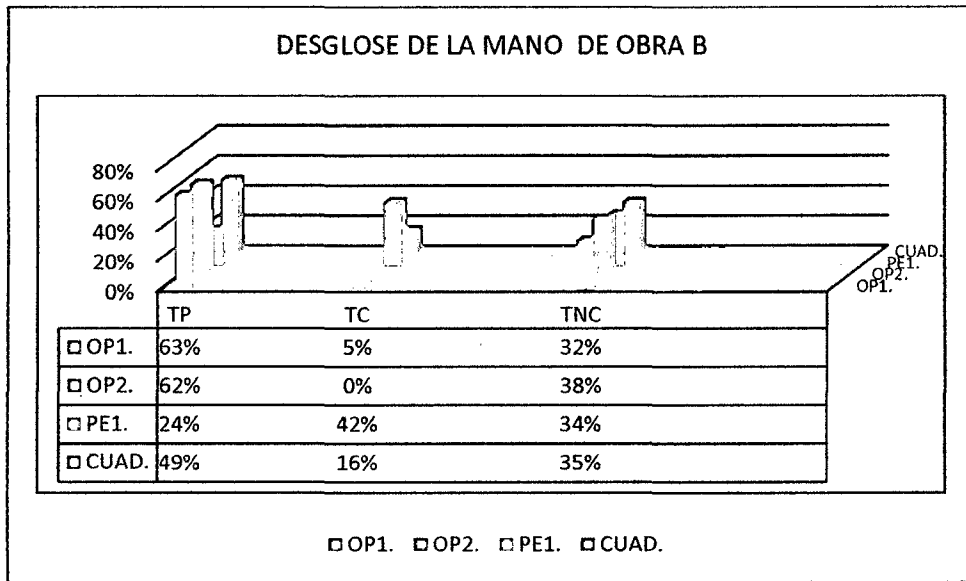 DESGLOSE DE LA MANO DE OBRA B
80%
60%
40%
20%
0%
CUAD.
PE1.
OP2.
OP1.
TP TC TNC
OP1. 63% 5% 32%
OP2. 62% 0% 38%
PE1. 24% 42% 34%
CUAD. 49% 16% 35%
OP1. OP2. PE1. CUAD.